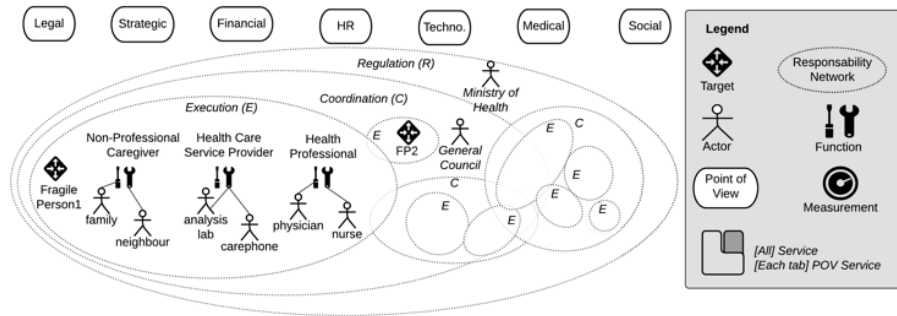 Legal
Strategic
Financial
HR
Techno.
Medical
Social
Regulation (R)
Ministry of
Health
Execution (E)
Coordination (C)
Non-Professional
Caregiver
Health Care
Service Provider
Health
Professional
E
FP2
General
Council
Fragile
Person1
family
neighbour
analysis
lab
carephone
physician
nurse
C
E
E
E
C
E
E
E
Legend
Target
Responsability
Network
Actor
Function
Point of
View
Measurement
[All] Service
[Each tab] POV Service